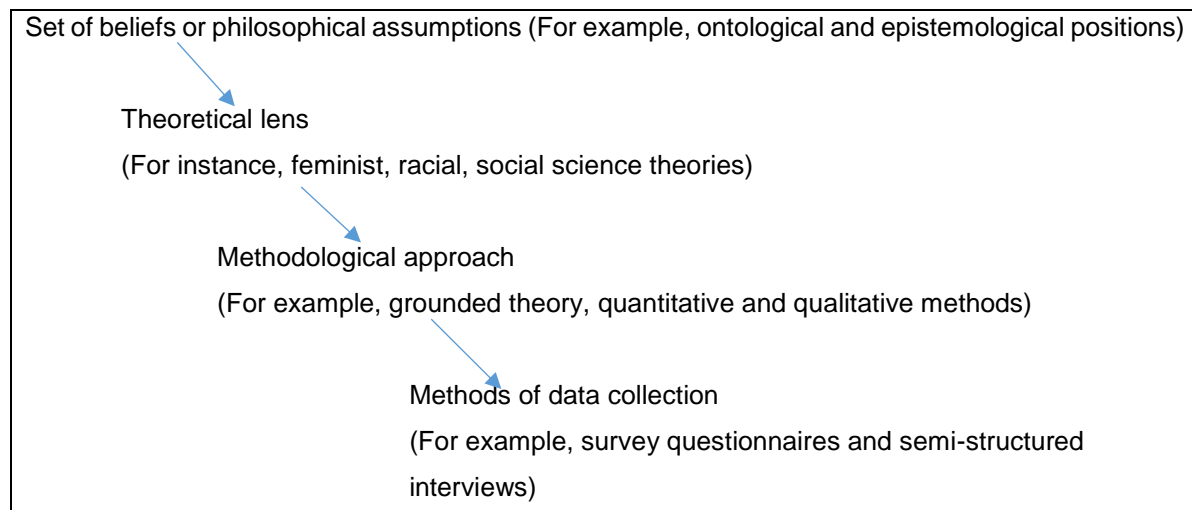 Set of beliefs or philosophical assumptions (For example, ontological and epistemological positions)
Theoretical lens
(For instance, feminist, racial, social science theories)
Methodological approach
(For example, grounded theory, quantitative and qualitative methods)
Methods of data collection
(For example, survey questionnaires and semi-structured
interviews)